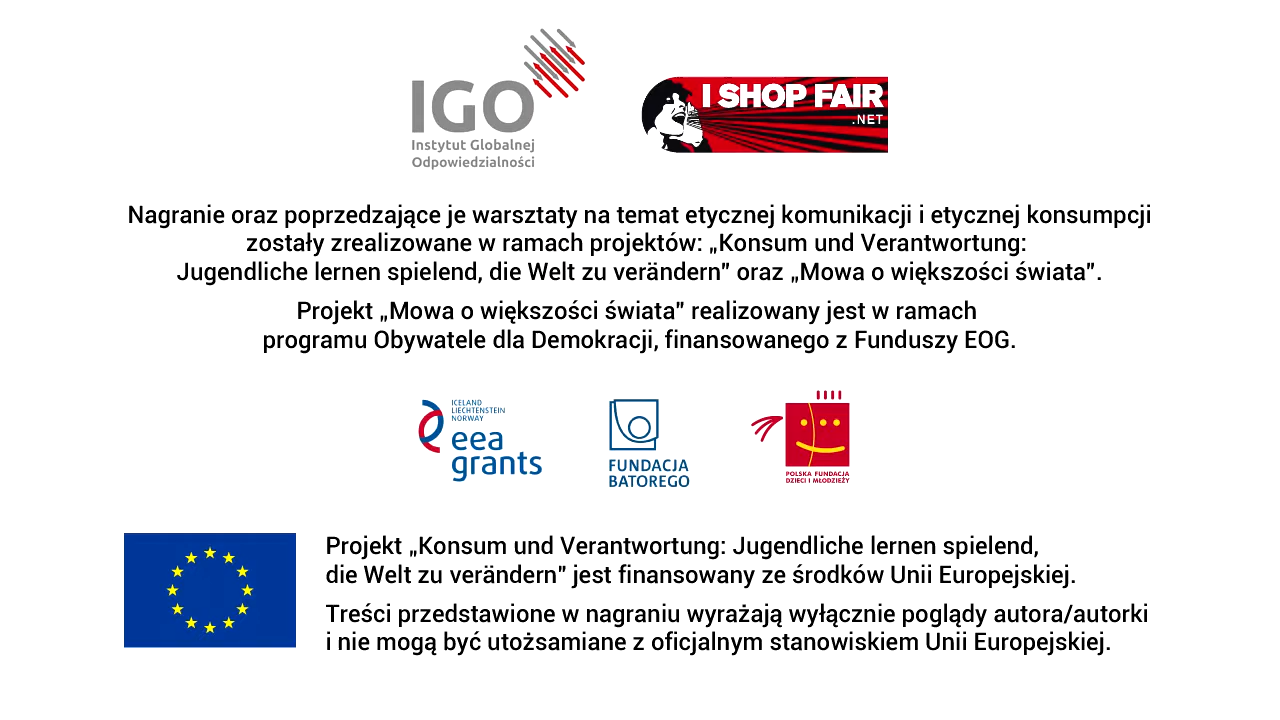 IGO
Instytut Globalnej
Odpowiedzialności
I SHOP FAIR
.NET
Nagranie oraz poprzedzające je warsztaty na temat etycznej komunikacji i etycznej konsumpcji
zostały zrealizowane w ramach projektów: „Konsum und Verantwortung:
Jugendliche lernen spielend, die Welt zu verändern” oraz „Mowa o większości świata”.
Projekt „Mowa o większości świata” realizowany jest w ramach
programu Obywatele dla Demokracji, finansowanego z Funduszy EOG.
ICELAND
LIECHTENSTEIN
NORWAY
eea
grants
FUNDACJA
BATOREGO
POLSKA FUNDACJA
DZIECI I MŁODZIEŻY
Projekt „Konsum und Verantwortung: Jugendliche lernen spielend,
die Welt zu verändern” jest finansowany ze środków Unii Europejskiej.
Treści przedstawione w nagraniu wyrażają wyłącznie poglądy autora/autorki
i nie mogą być utożsamiane z oficjalnym stanowiskiem Unii Europejskiej.